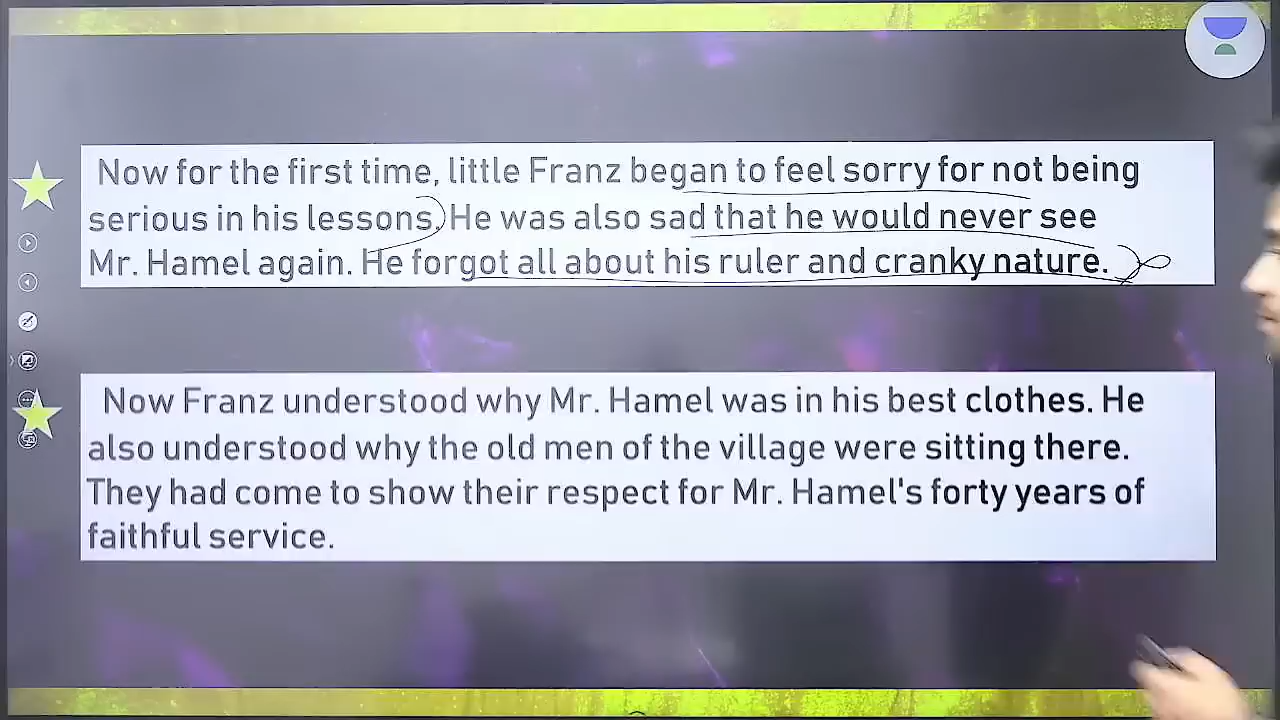 Now for the first time, little Franz began to feel sorry for not being
serious in his lessons. He was also sad that he would never see
Mr. Hamel again. He forgot all about his ruler and cranky nature.
Now Franz understood why Mr. Hamel was in his best clothes. He
also understood why the old men of the village were sitting there.
They had come to show their respect for Mr. Hamel's forty years of
faithful service.